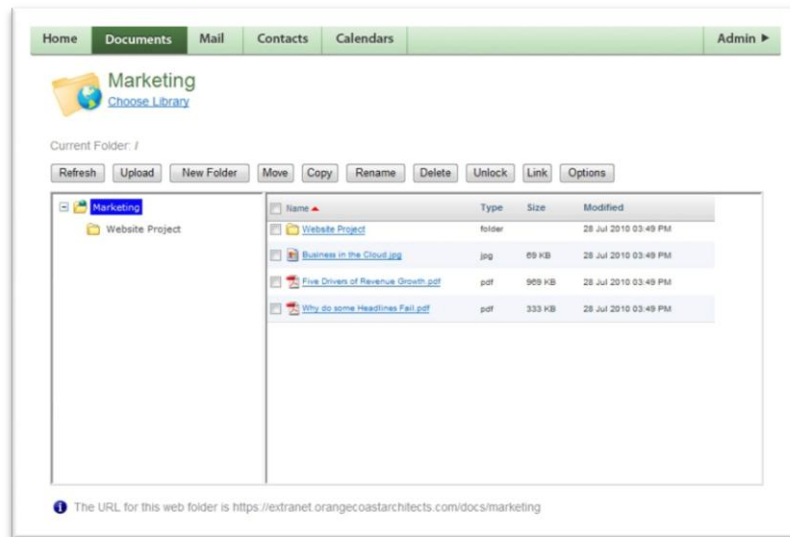 Home Documents Mail Contacts Calendars Admin ►
Marketing
Choose Library
Current Folder: /
Refresh Upload New Folder Move Copy Rename Delete Unlock Link Options
Marketing
Website Project
Name Type Size Modified
Website Project folder 28 Jul 2010 03:49 PM
Business in the Cloud.jpg jpg 69 KB 28 Jul 2010 03:49 PM
Five Drivers of Revenue Growth.pdf pdf 969 KB 28 Jul 2010 03:49 PM
Why do some Headlines Fail.pdf pdf 333 KB 28 Jul 2010 03:49 PM
The URL for this web folder is https://extranet.orangecoastarchitects.com/docs/marketing